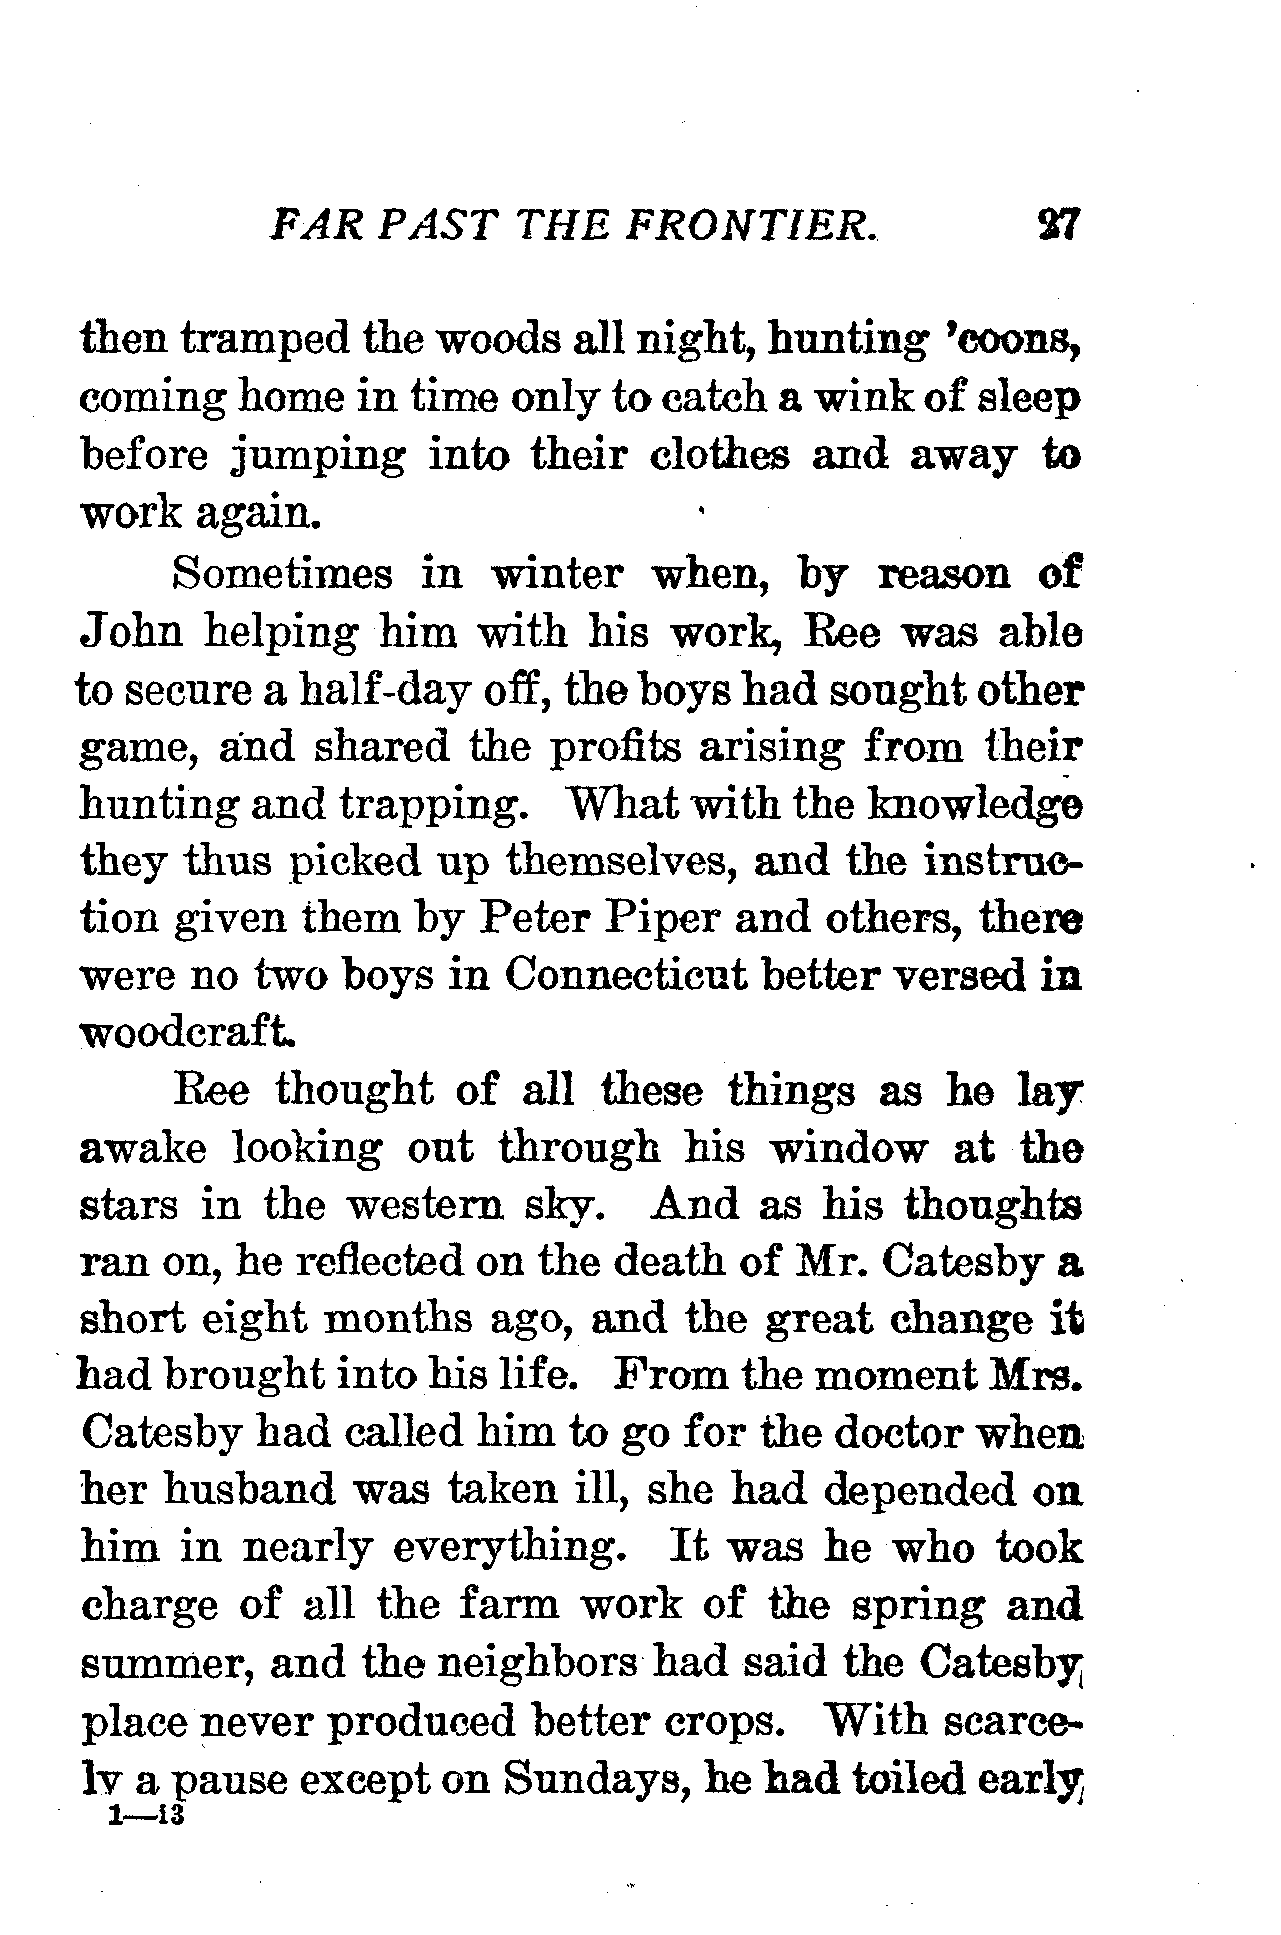 FAR PAST THE FRONTIER. 27
then tramped the woods all night, hunting 'coons,
coming home in time only to catch a wink of sleep
before jumping into their clothes and away to
work again.
Sometimes in winter when, by reason of
John helping him with his work, Ree was able
to secure a half-day off, the boys had sought other
game, and shared the profits arising from their
hunting and trapping. What with the knowledge
they thus picked up themselves, and the instruc-
tion given them by Peter Piper and others, there
were no two boys in Connecticut better versed in
woodcraft.
Ree thought of all these things as he lay
awake looking out through his window at the
stars in the western sky. And as his thoughts
ran on, he reflected on the death of Mr. Catesby a
short eight months ago, and the great change it
had brought into his life. From the moment Mrs.
Catesby had called him to go for the doctor when
her husband was taken ill, she had depended on
him in nearly everything. It was he who took
charge of all the farm work of the spring and
summer, and the neighbors had said the Catesby
place never produced better crops. With scarce-
ly a pause except on Sundays, he had toiled early
1—13